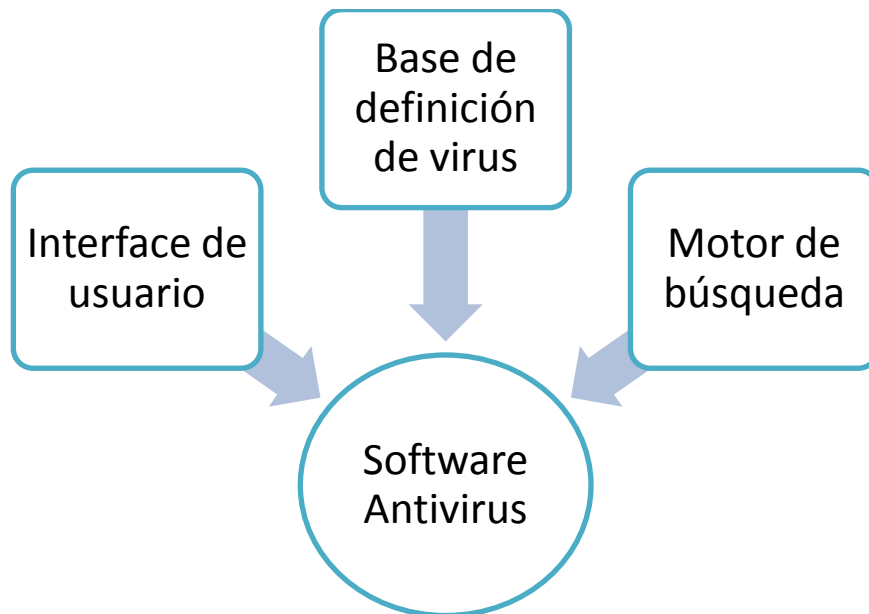 Base de
definición
de virus
Interface de
usuario
Motor de
búsqueda
Software
Antivirus